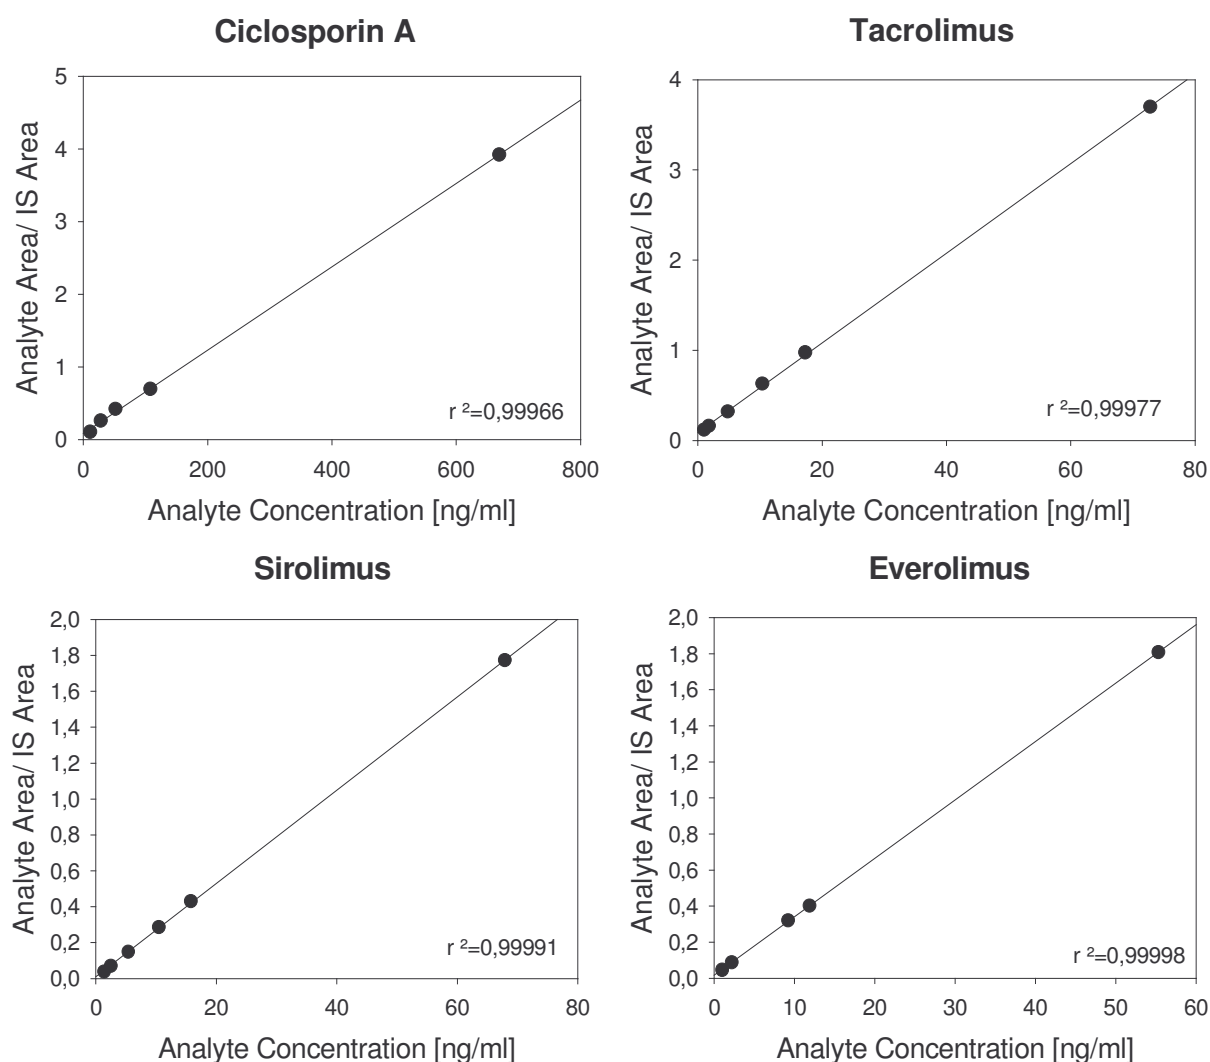 Ciclosporin A
5
4
3
2
1
0
Analyte Area/ IS Area
r ²=0,99966
0 200 400 600 800
Analyte Concentration [ng/ml]
Tacrolimus
4
3
2
1
0
Analyte Area/ IS Area
r ²=0,99977
0 20 40 60 80
Analyte Concentration [ng/ml]
Sirolimus
2,0
1,8
1,6
1,4
1,2
1,0
0,8
0,6
0,4
0,2
0,0
Analyte Area/ IS Area
r ²=0,99991
0 20 40 60 80
Analyte Concentration [ng/ml]
Everolimus
2,0
1,8
1,6
1,4
1,2
1,0
0,8
0,6
0,4
0,2
0,0
Analyte Area/ IS Area
r ²=0,99998
0 10 20 30 40 50 60
Analyte Concentration [ng/ml]